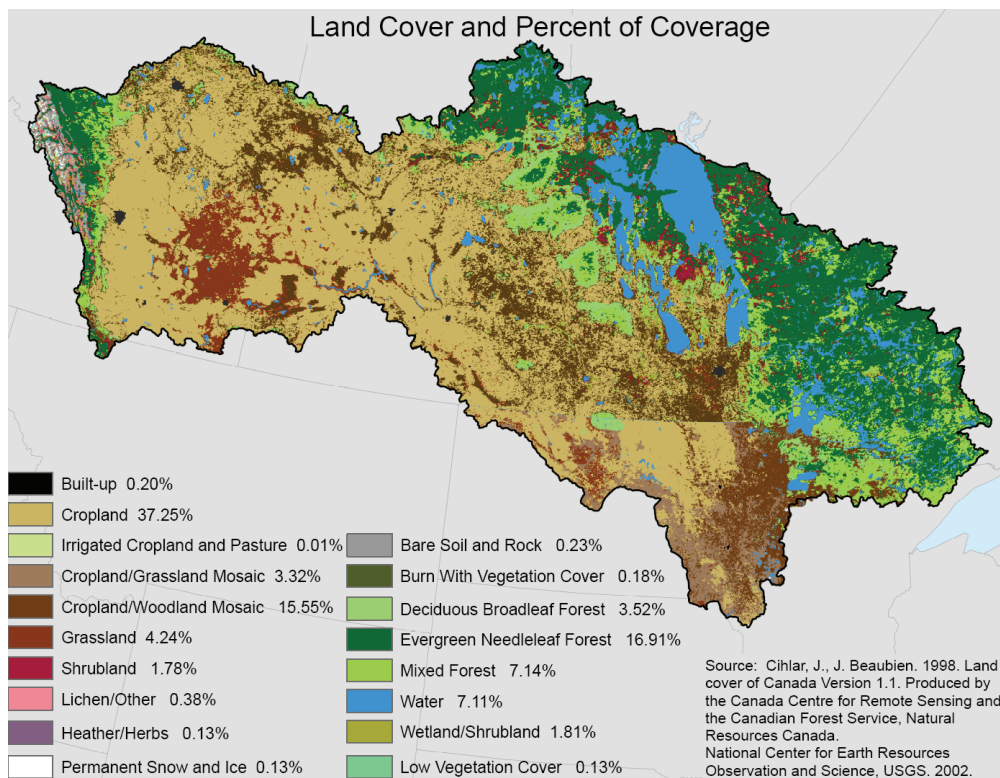 Land Cover and Percent of Coverage
Built-up 0.20%
Cropland 37.25%
Irrigated Cropland and Pasture 0.01%
Cropland/Grassland Mosaic 3.32%
Cropland/Woodland Mosaic 15.55%
Grassland 4.24%
Shrubland 1.78%
Lichen/Other 0.38%
Heather/Herbs 0.13%
Permanent Snow and Ice 0.13%
Bare Soil and Rock 0.23%
Burn With Vegetation Cover 0.18%
Deciduous Broadleaf Forest 3.52%
Evergreen Needleleaf Forest 16.91%
Mixed Forest 7.14%
Water 7.11%
Wetland/Shrubland 1.81%
Low Vegetation Cover 0.13%
Source: Cihlar, J., J. Beaubien. 1998. Land
cover of Canada Version 1.1. Produced by
the Canada Centre for Remote Sensing and
the Canadian Forest Service, Natural
Resources Canada.
National Center for Earth Resources
Observation and Science, USGS. 2002.